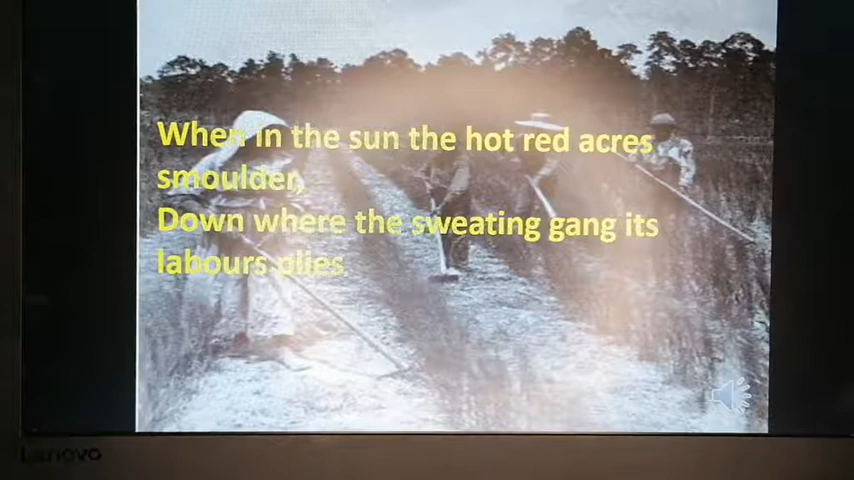 When in the sun the hot red acres
smoulder,
Down where the sweating gang its
labours plies
Lenovo